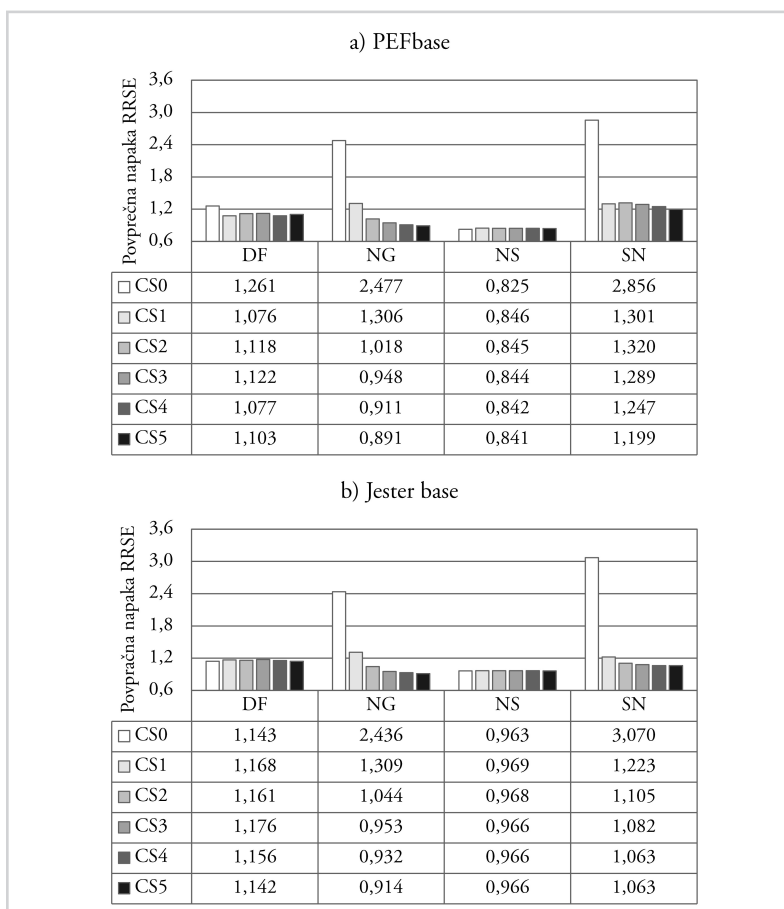 a) PEFbase
Povprečna napaka RRSE
3,6
3,0
2,4
1,8
1,2
0,6
DF NG NS SN
CS0 1,261 2,477 0,825 2,856
CS1 1,076 1,306 0,846 1,301
CS2 1,118 1,018 0,845 1,320
CS3 1,122 0,948 0,844 1,289
CS4 1,077 0,911 0,842 1,247
CS5 1,103 0,891 0,841 1,199
b) Jester base
Povpračna napaka RRSE
3,6
3,0
2,4
1,8
1,2
0,6
DF NG NS SN
CS0 1,143 2,436 0,963 3,070
CS1 1,168 1,309 0,969 1,223
CS2 1,161 1,044 0,968 1,105
CS3 1,176 0,953 0,966 1,082
CS4 1,156 0,932 0,966 1,063
CS5 1,142 0,914 0,966 1,063